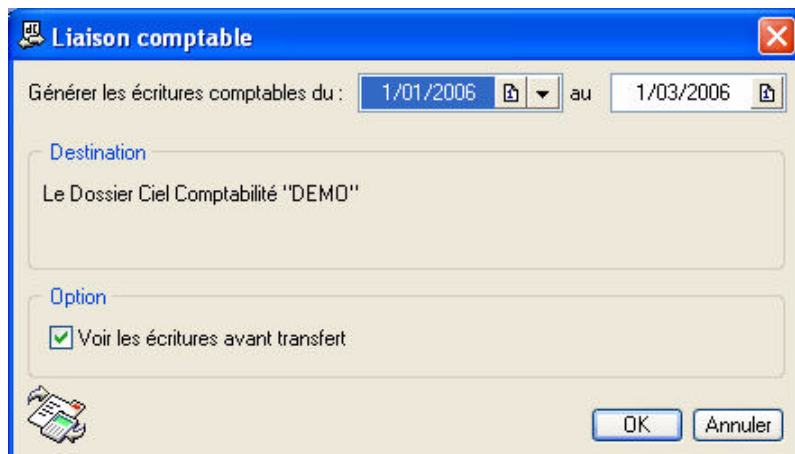 Liaison comptable
Générer les écritures comptables du : 1/01/2006 au 1/03/2006
Destination
Le Dossier Ciel Comptabilité "DEMO"
Option
Voir les écritures avant transfert
OK Annuler